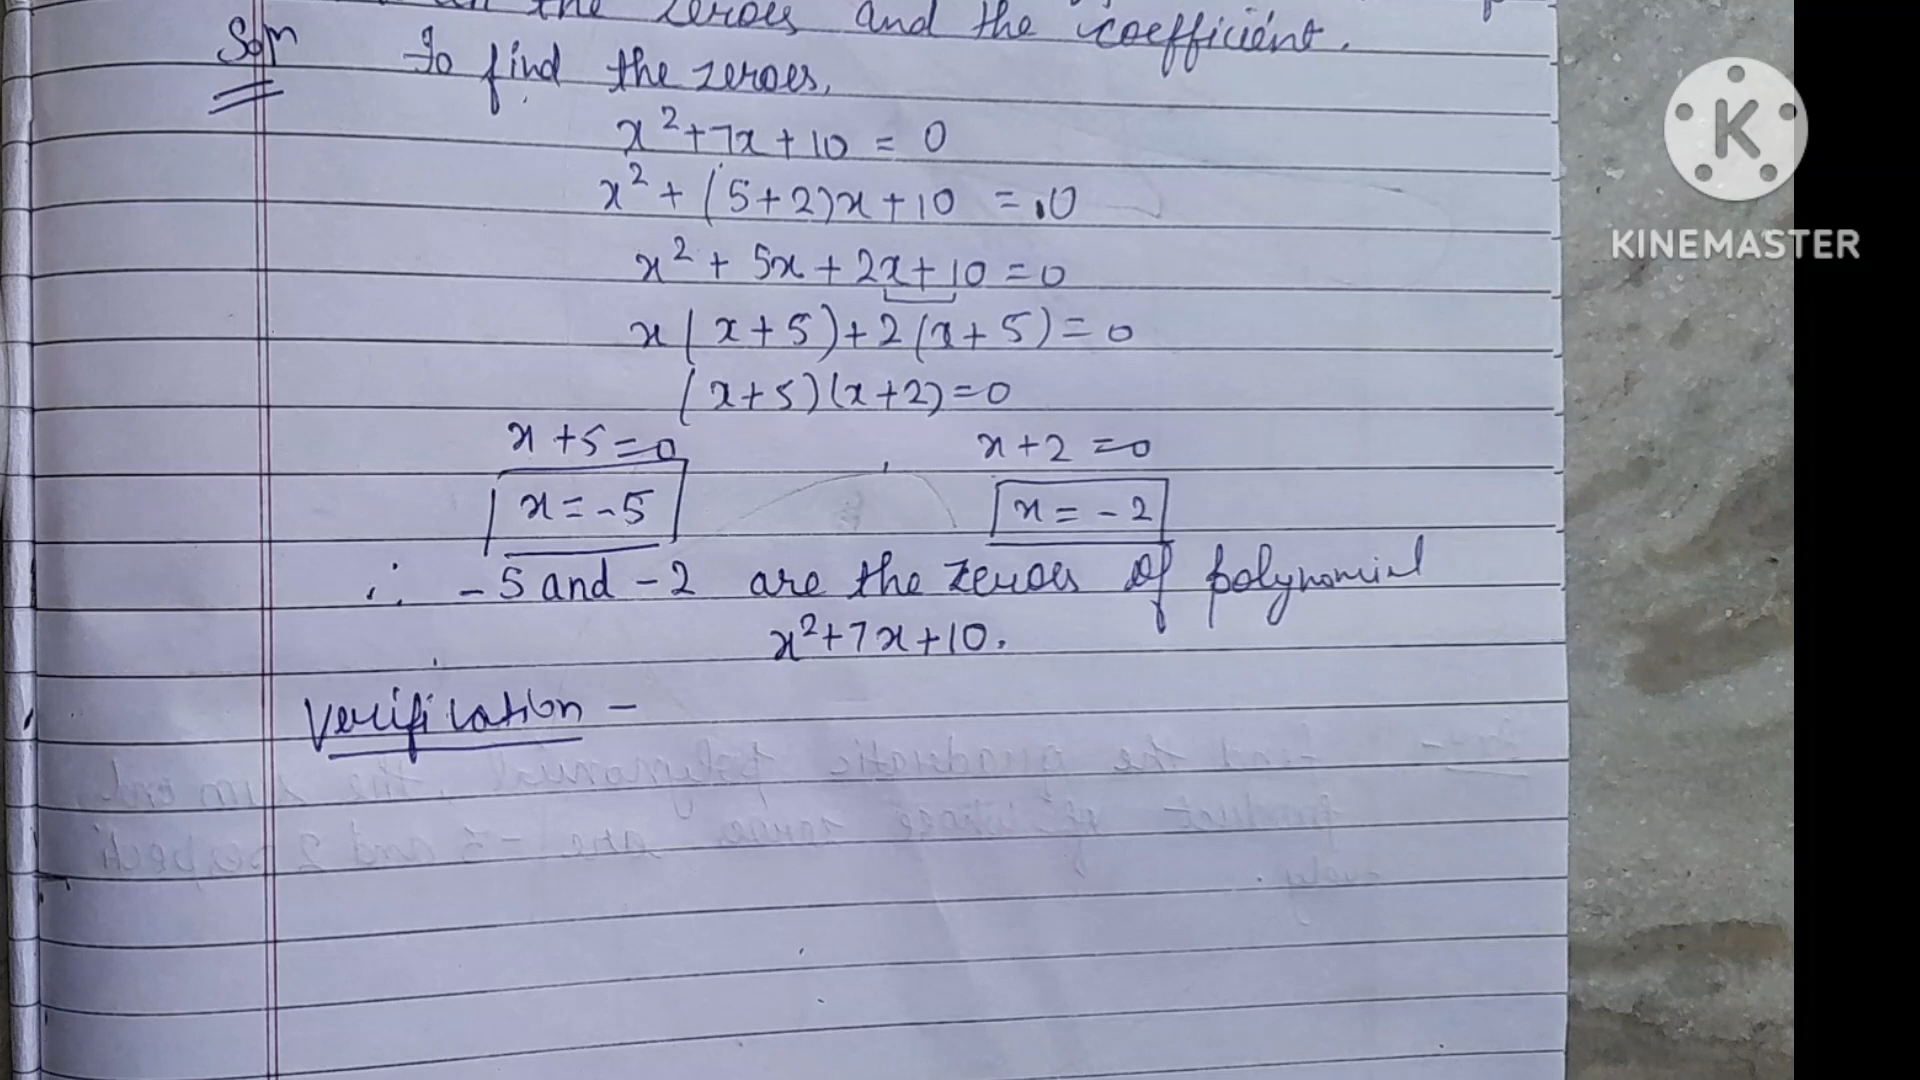 the zeroes and the coefficient.
Soln To find the zeroes,
x²+7x+10 = 0
x² + (5+2)x+10 = 0
x² + 5x + 2x+10 = 0
x(x+5)+2(x+5)=0
(x+5)(x+2)=0
x+5=0 , x+2=0
x=-5 x=-2
∴ -5 and -2 are the zeroes of polynomial
x²+7x+10.
Verification -
K
KINEMASTER